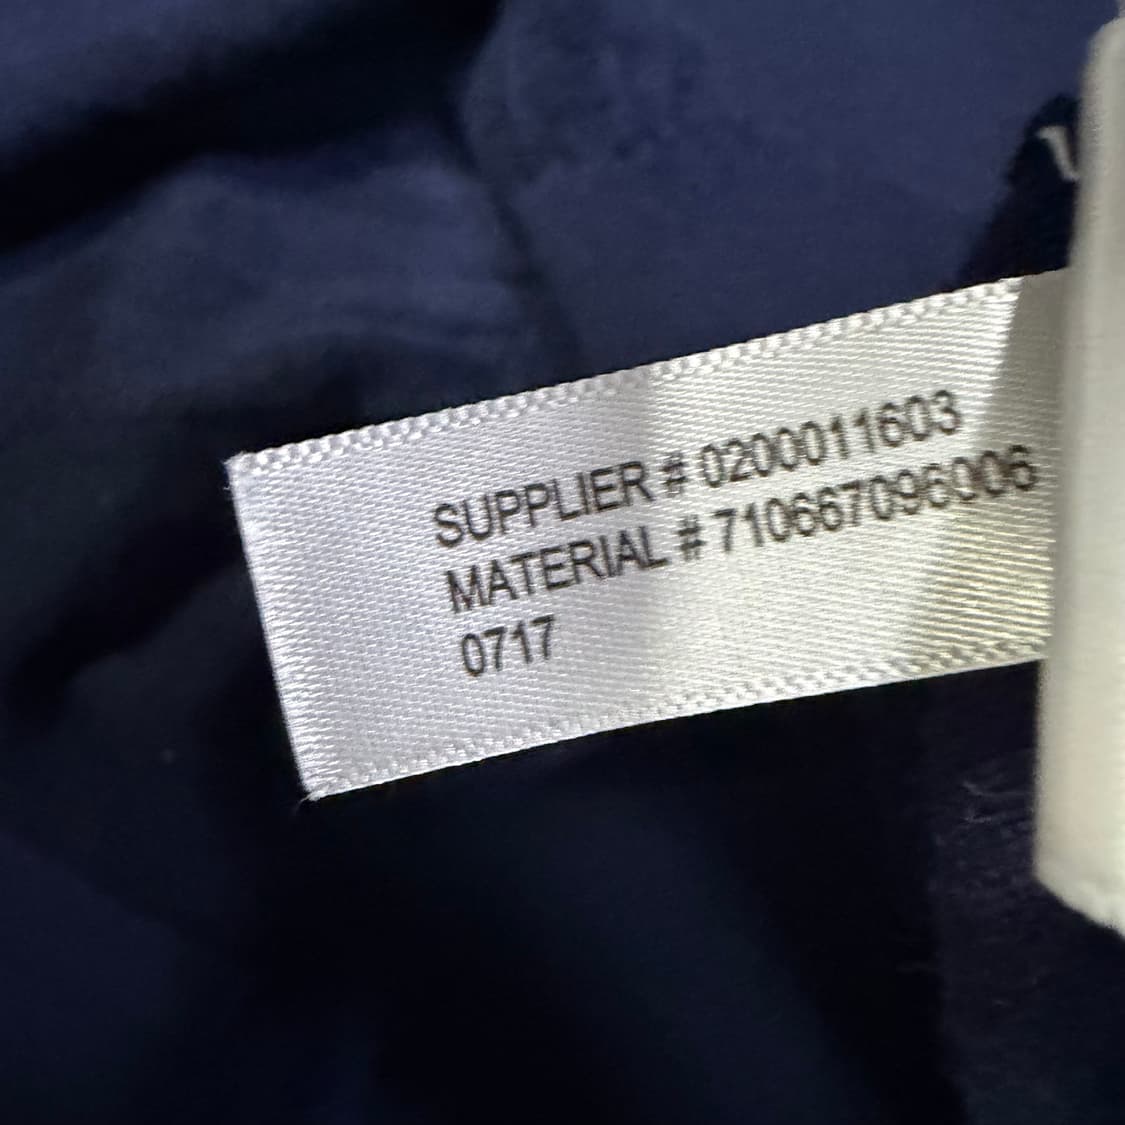 SUPPLIER # 0200011603
MATERIAL # 710667096006
0717